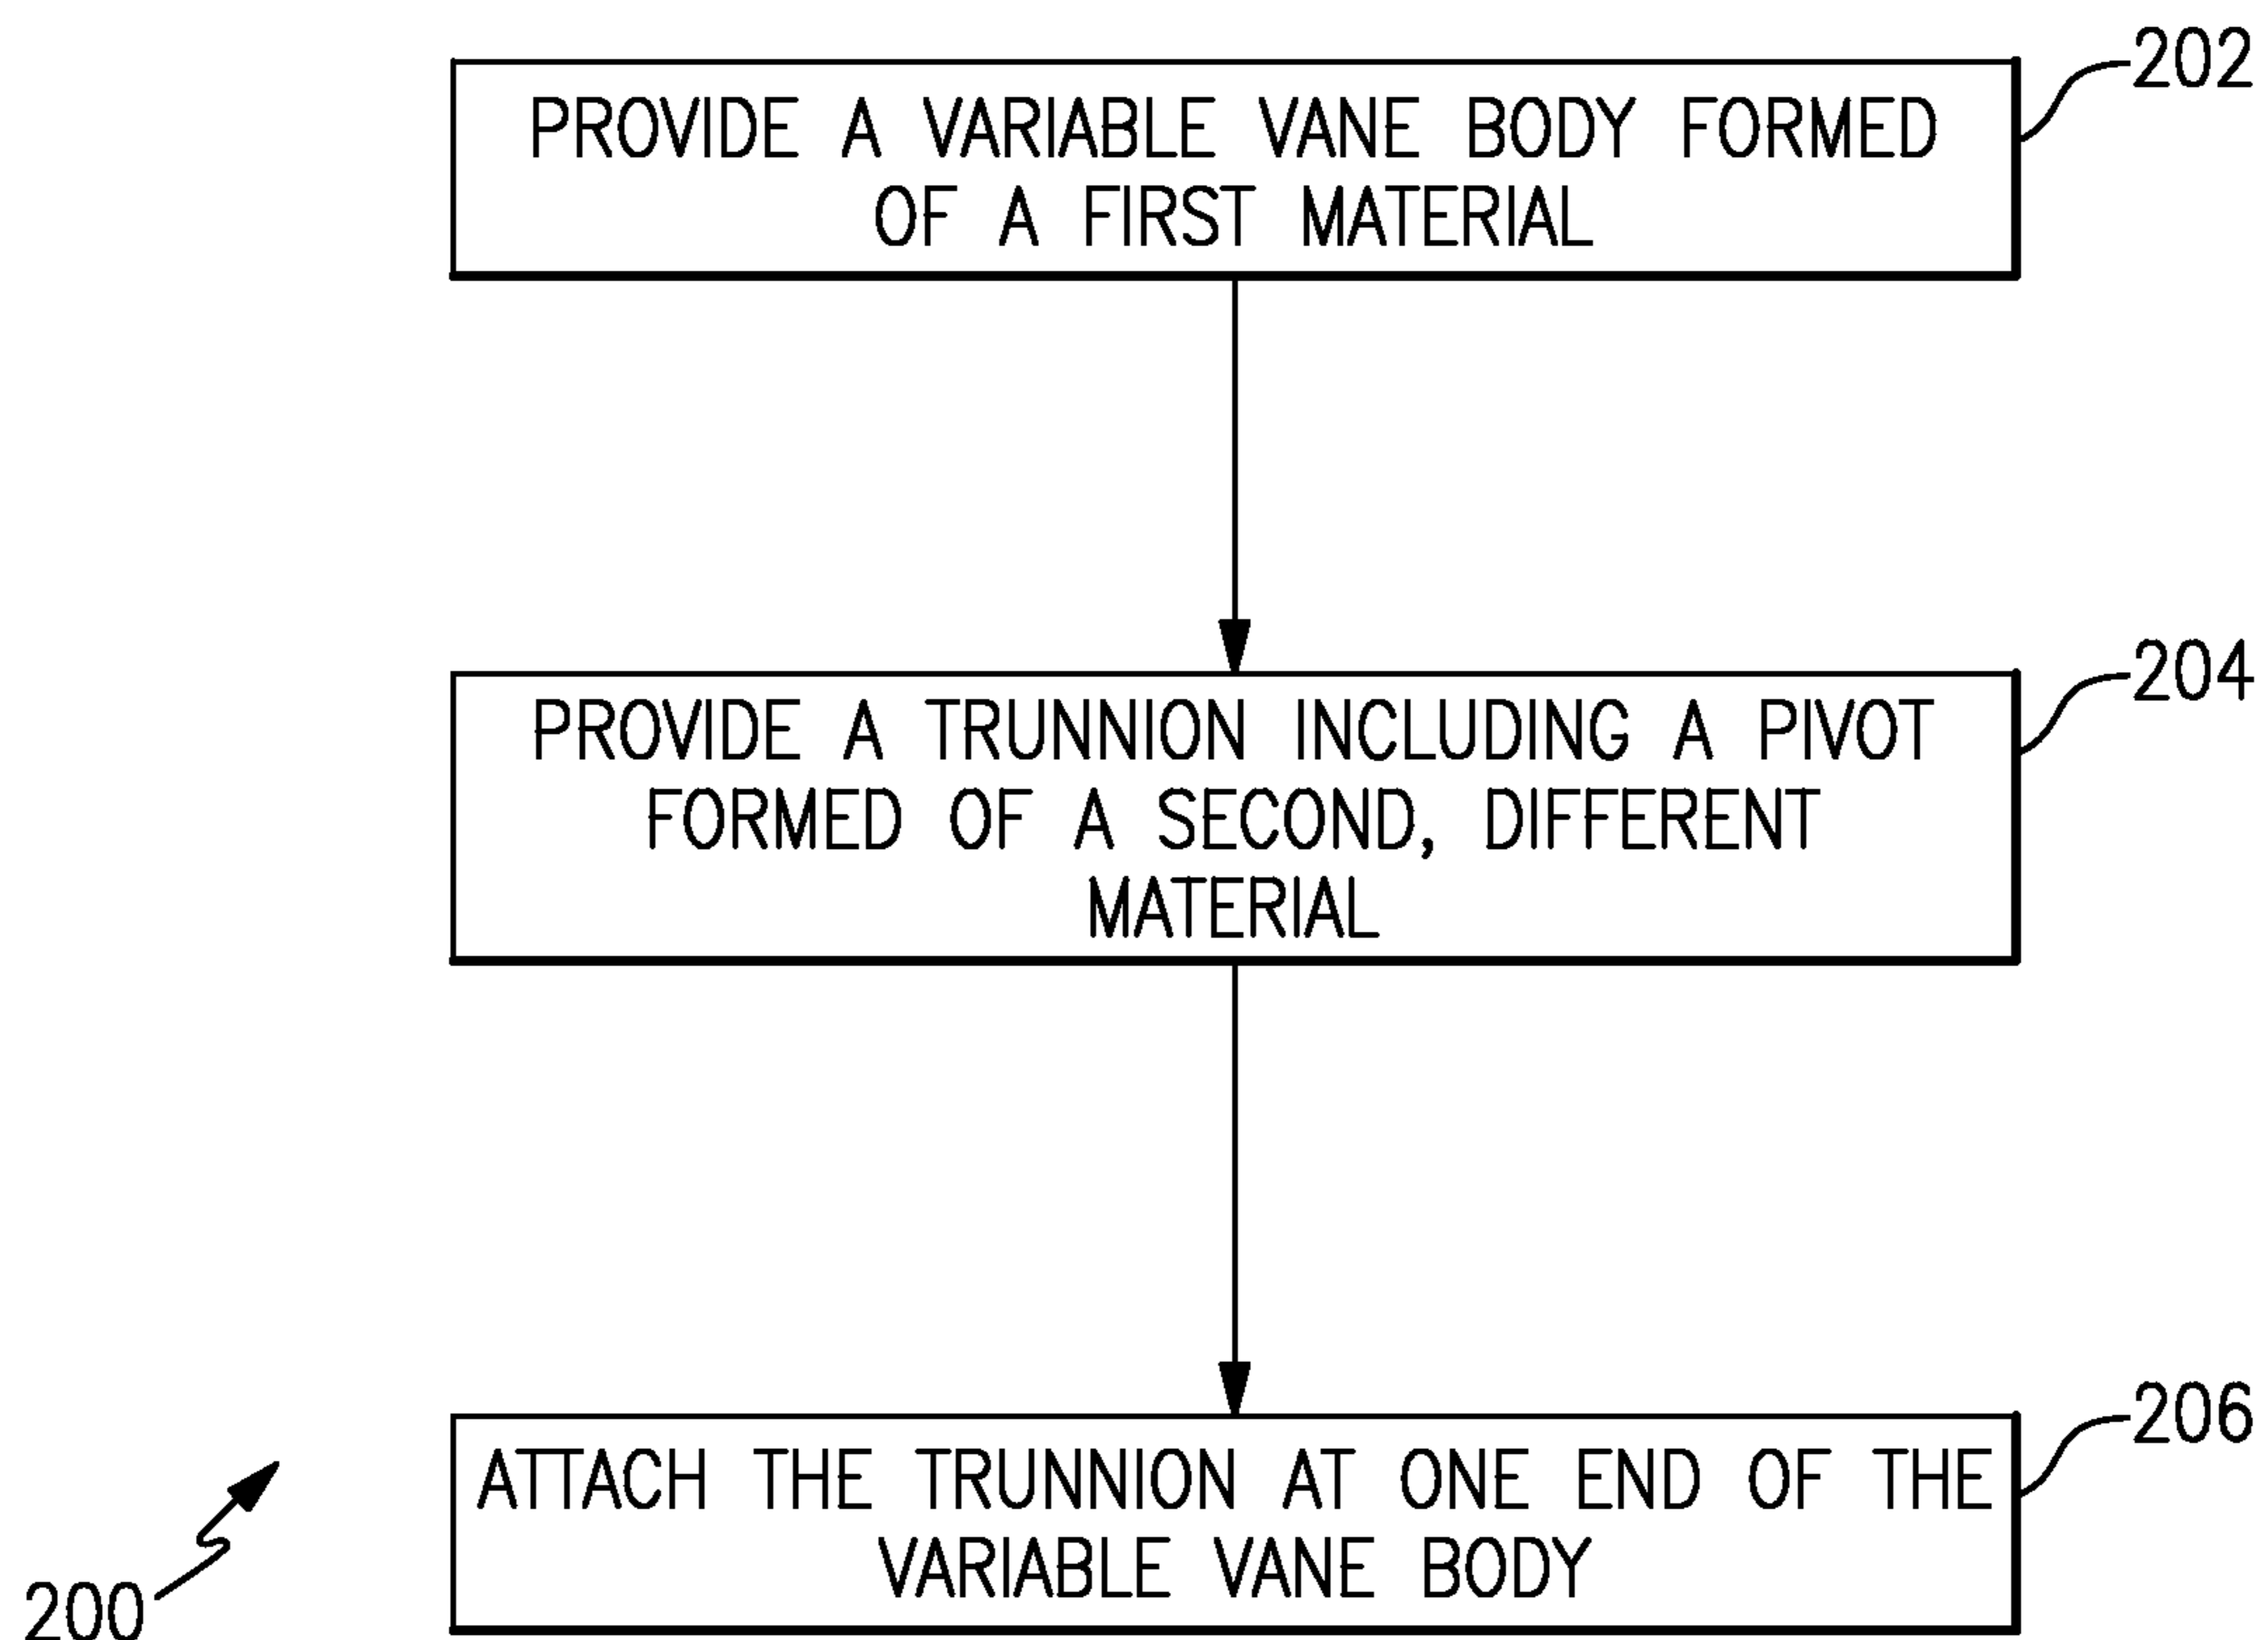 202
PROVIDE A VARIABLE VANE BODY FORMED
OF A FIRST MATERIAL
204
PROVIDE A TRUNNION INCLUDING A PIVOT
FORMED OF A SECOND, DIFFERENT
MATERIAL
206
ATTACH THE TRUNNION AT ONE END OF THE
VARIABLE VANE BODY
200